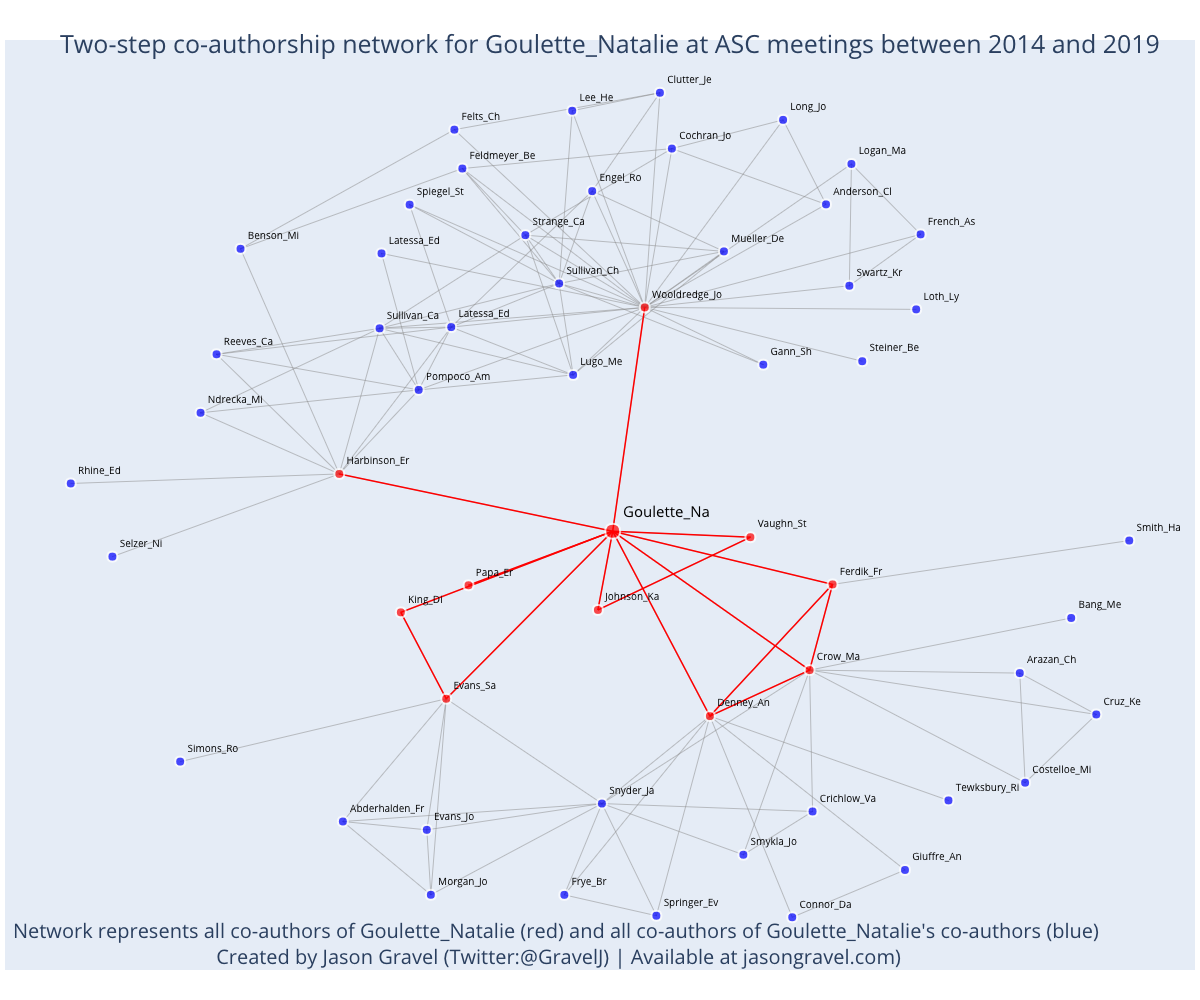 Two-step co-authorship network for Goulette_Natalie at ASC meetings between 2014 and 2019
Clutter_Je
Lee_He
Long_Jo
Felts_Ch
Cochran_Jo
Logan_Ma
Feldmeyer_Be
Engel_Ro
Spiegel_St
Anderson_Cl
Strange_Ca
French_As
Benson_Mi
Latessa_Ed
Mueller_De
Sullivan_Ch
Swartz_Kr
Wooldredge_Jo
Loth_Ly
Sullivan_Ca
Latessa_Ed
Reeves_Ca
Lugo_Me
Gann_Sh
Steiner_Be
Pompoco_Am
Ndrecka_Mi
Harbinson_Er
Rhine_Ed
Goulette_Na
Vaughn_St
Smith_Ha
Selzer_Ni
Papa_Er
Ferdik_Fr
King_Di
Johnson_Ka
Bang_Me
Crow_Ma
Arazan_Ch
Evans_Sa
Denney_An
Cruz_Ke
Simons_Ro
Costelloe_Mi
Snyder_Ja
Tewksbury_Ri
Abderhalden_Fr
Evans_Jo
Crichlow_Va
Smykla_Jo
Giuffre_An
Morgan_Jo
Frye_Br
Springer_Ev
Connor_Da
Network represents all co-authors of Goulette_Natalie (red) and all co-authors of Goulette_Natalie's co-authors (blue)
Created by Jason Gravel (Twitter:@GravelJ) | Available at jasongravel.com)